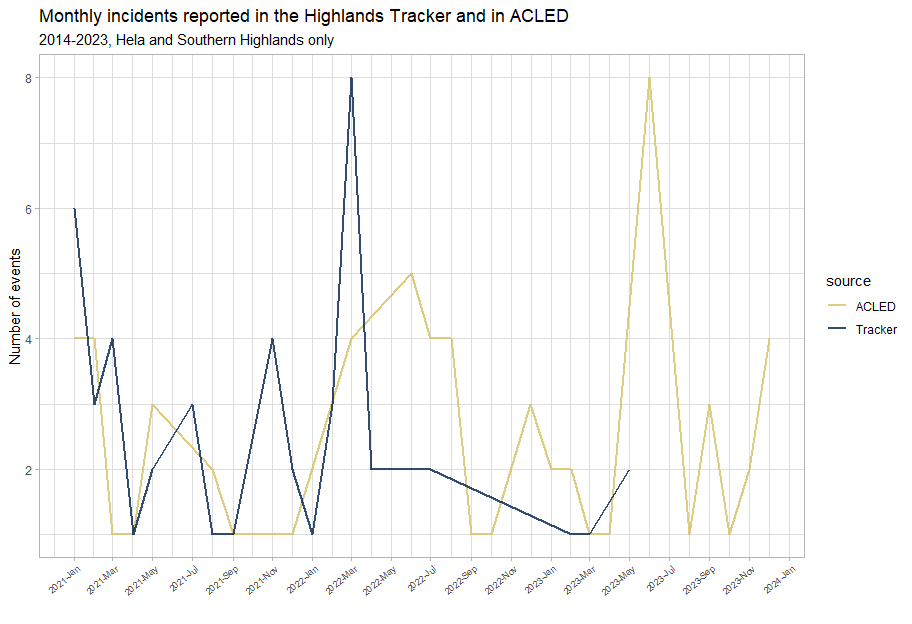 Monthly incidents reported in the Highlands Tracker and in ACLED
2014-2023, Hela and Southern Highlands only
Number of events
8
6
4
2
2021-Jan
2021-Mar
2021-May
2021-Jul
2021-Sep
2021-Nov
2022-Jan
2022-Mar
2022-May
2022-Jul
2022-Sep
2022-Nov
2023-Jan
2023-Mar
2023-May
2023-Jul
2023-Sep
2023-Nov
2024-Jan
source
ACLED
Tracker